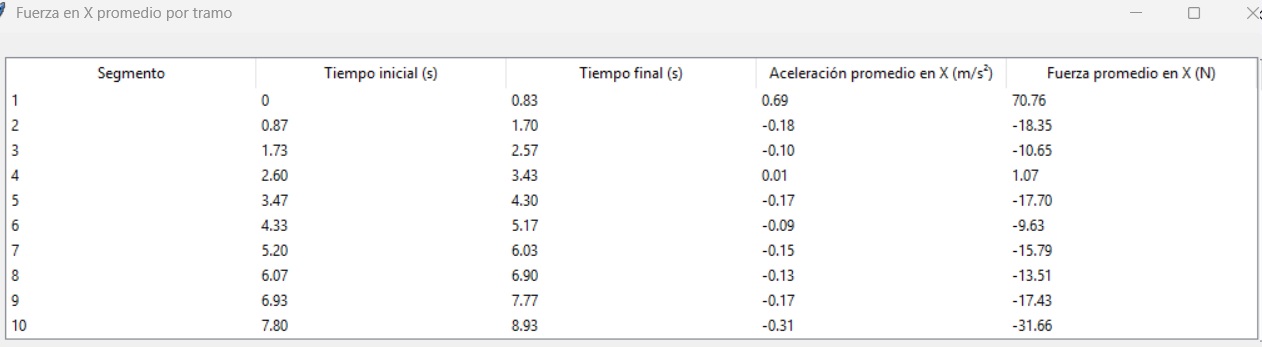 Fuerza en X promedio por tramo
Segmento Tiempo inicial (s) Tiempo final (s) Aceleración promedio en X (m/s²) Fuerza promedio en X (N)
1 0 0.83 0.69 70.76
2 0.87 1.70 -0.18 -18.35
3 1.73 2.57 -0.10 -10.65
4 2.60 3.43 0.01 1.07
5 3.47 4.30 -0.17 -17.70
6 4.33 5.17 -0.09 -9.63
7 5.20 6.03 -0.15 -15.79
8 6.07 6.90 -0.13 -13.51
9 6.93 7.77 -0.17 -17.43
10 7.80 8.93 -0.31 -31.66